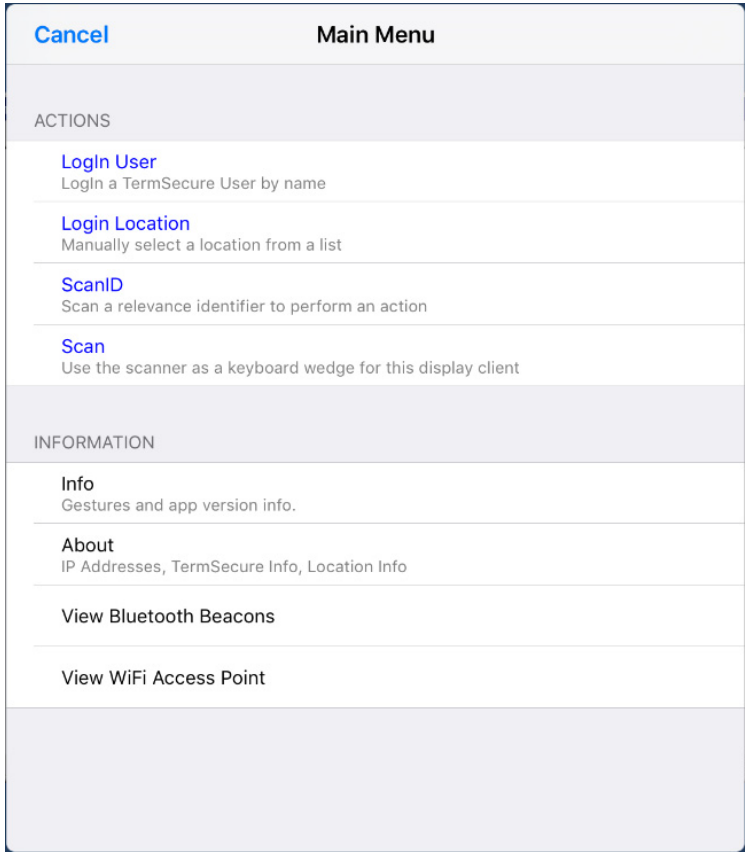 Cancel Main Menu
ACTIONS
LogIn User
LogIn a TermSecure User by name
Login Location
Manually select a location from a list
ScanID
Scan a relevance identifier to perform an action
Scan
Use the scanner as a keyboard wedge for this display client
INFORMATION
Info
Gestures and app version info.
About
IP Addresses, TermSecure Info, Location Info
View Bluetooth Beacons
View WiFi Access Point